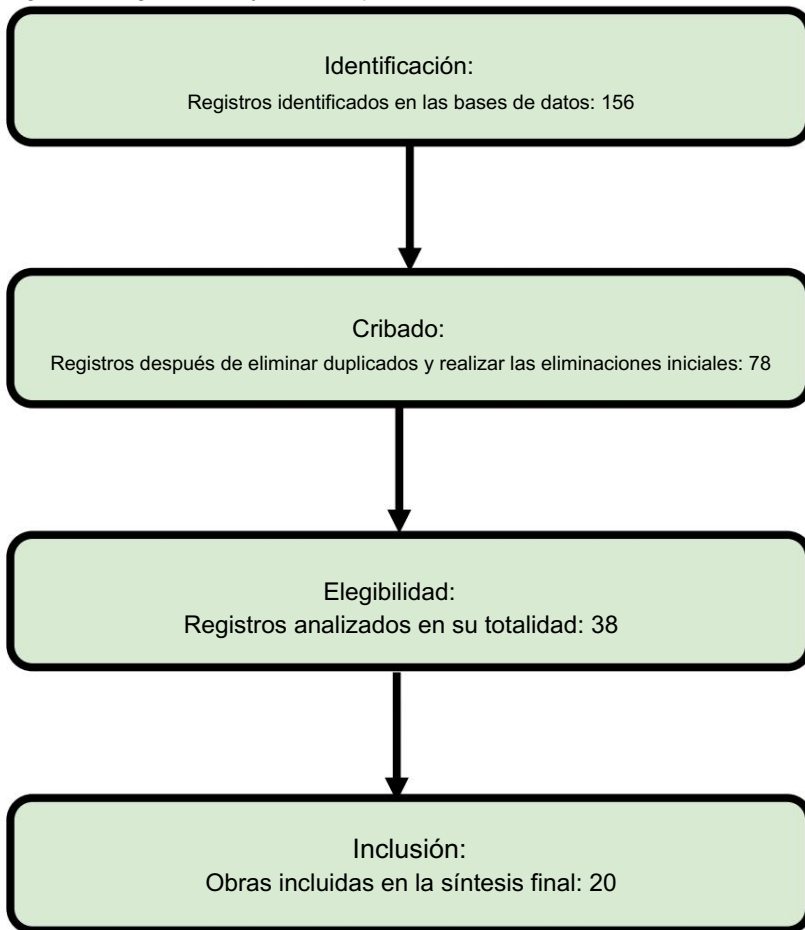 Identificación:
Registros identificados en las bases de datos: 156
Cribado:
Registros después de eliminar duplicados y realizar las eliminaciones iniciales: 78
Elegibilidad:
Registros analizados en su totalidad: 38
Inclusión:
Obras incluidas en la síntesis final: 20